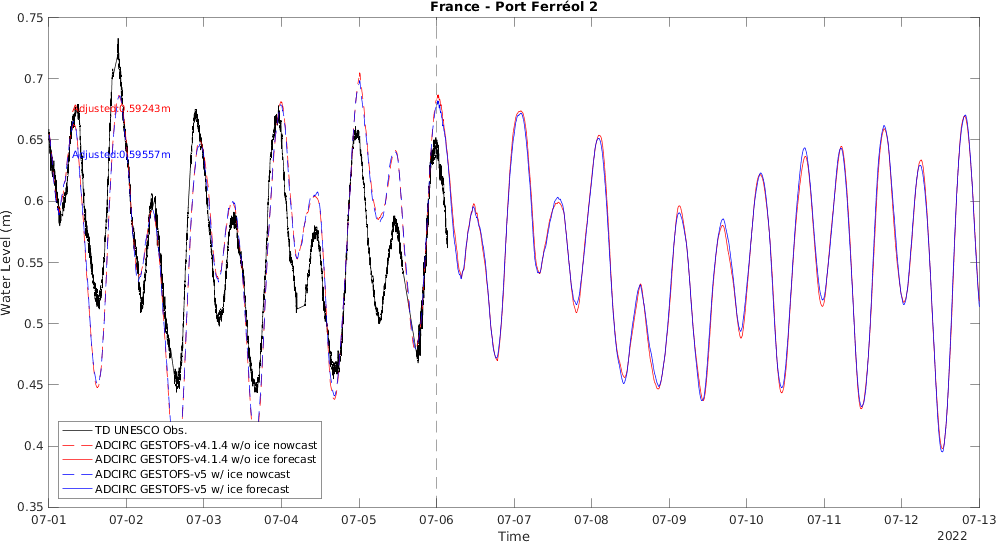 France - Port Ferréol 2
0.75
0.7
0.65
0.6
0.55
0.5
0.45
0.4
0.35
Water Level (m)
Adjusted:0.59243m
Adjusted:0.59557m
TD UNESCO Obs.
ADCIRC GESTOFS-v4.1.4 w/o ice nowcast
ADCIRC GESTOFS-v4.1.4 w/o ice forecast
ADCIRC GESTOFS-v5 w/ ice nowcast
ADCIRC GESTOFS-v5 w/ ice forecast
07-01 07-02 07-03 07-04 07-05 07-06 07-07 07-08 07-09 07-10 07-11 07-12 07-13
Time
2022